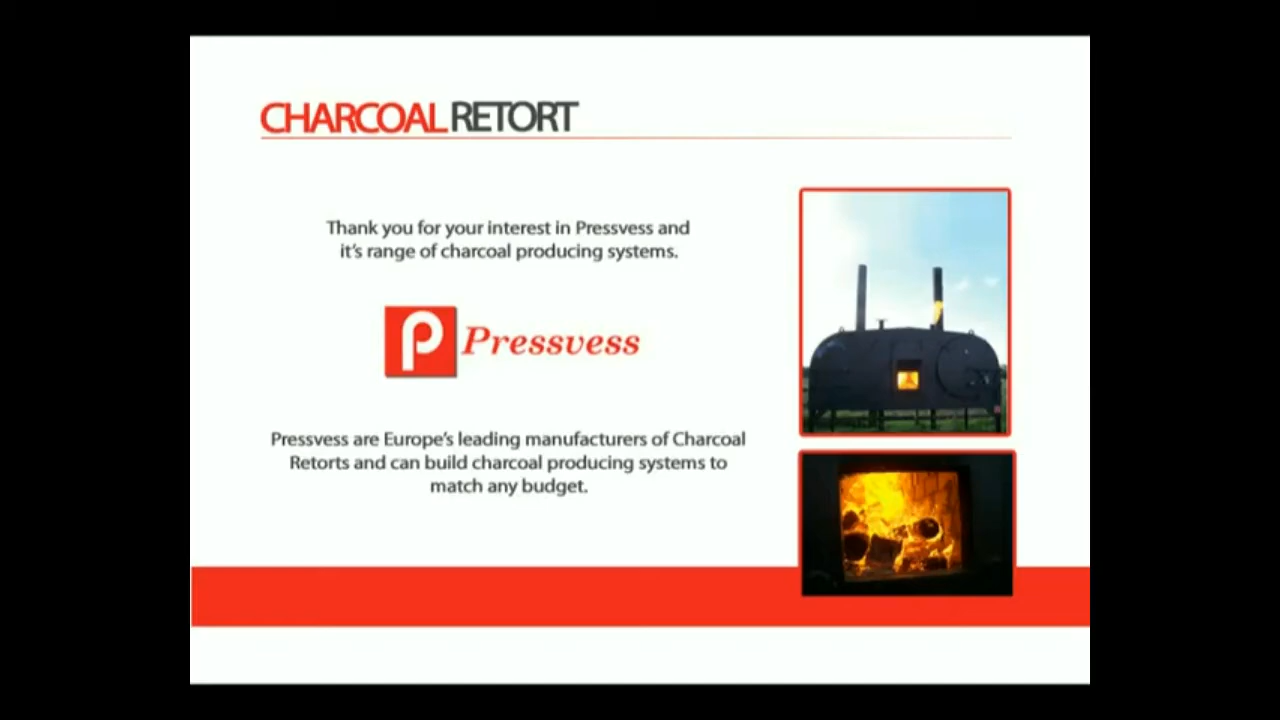 CHARCOAL RETORT
Thank you for your interest in Pressvess and
it's range of charcoal producing systems.
P Pressvess
Pressvess are Europe's leading manufacturers of Charcoal
Retorts and can build charcoal producing systems to
match any budget.